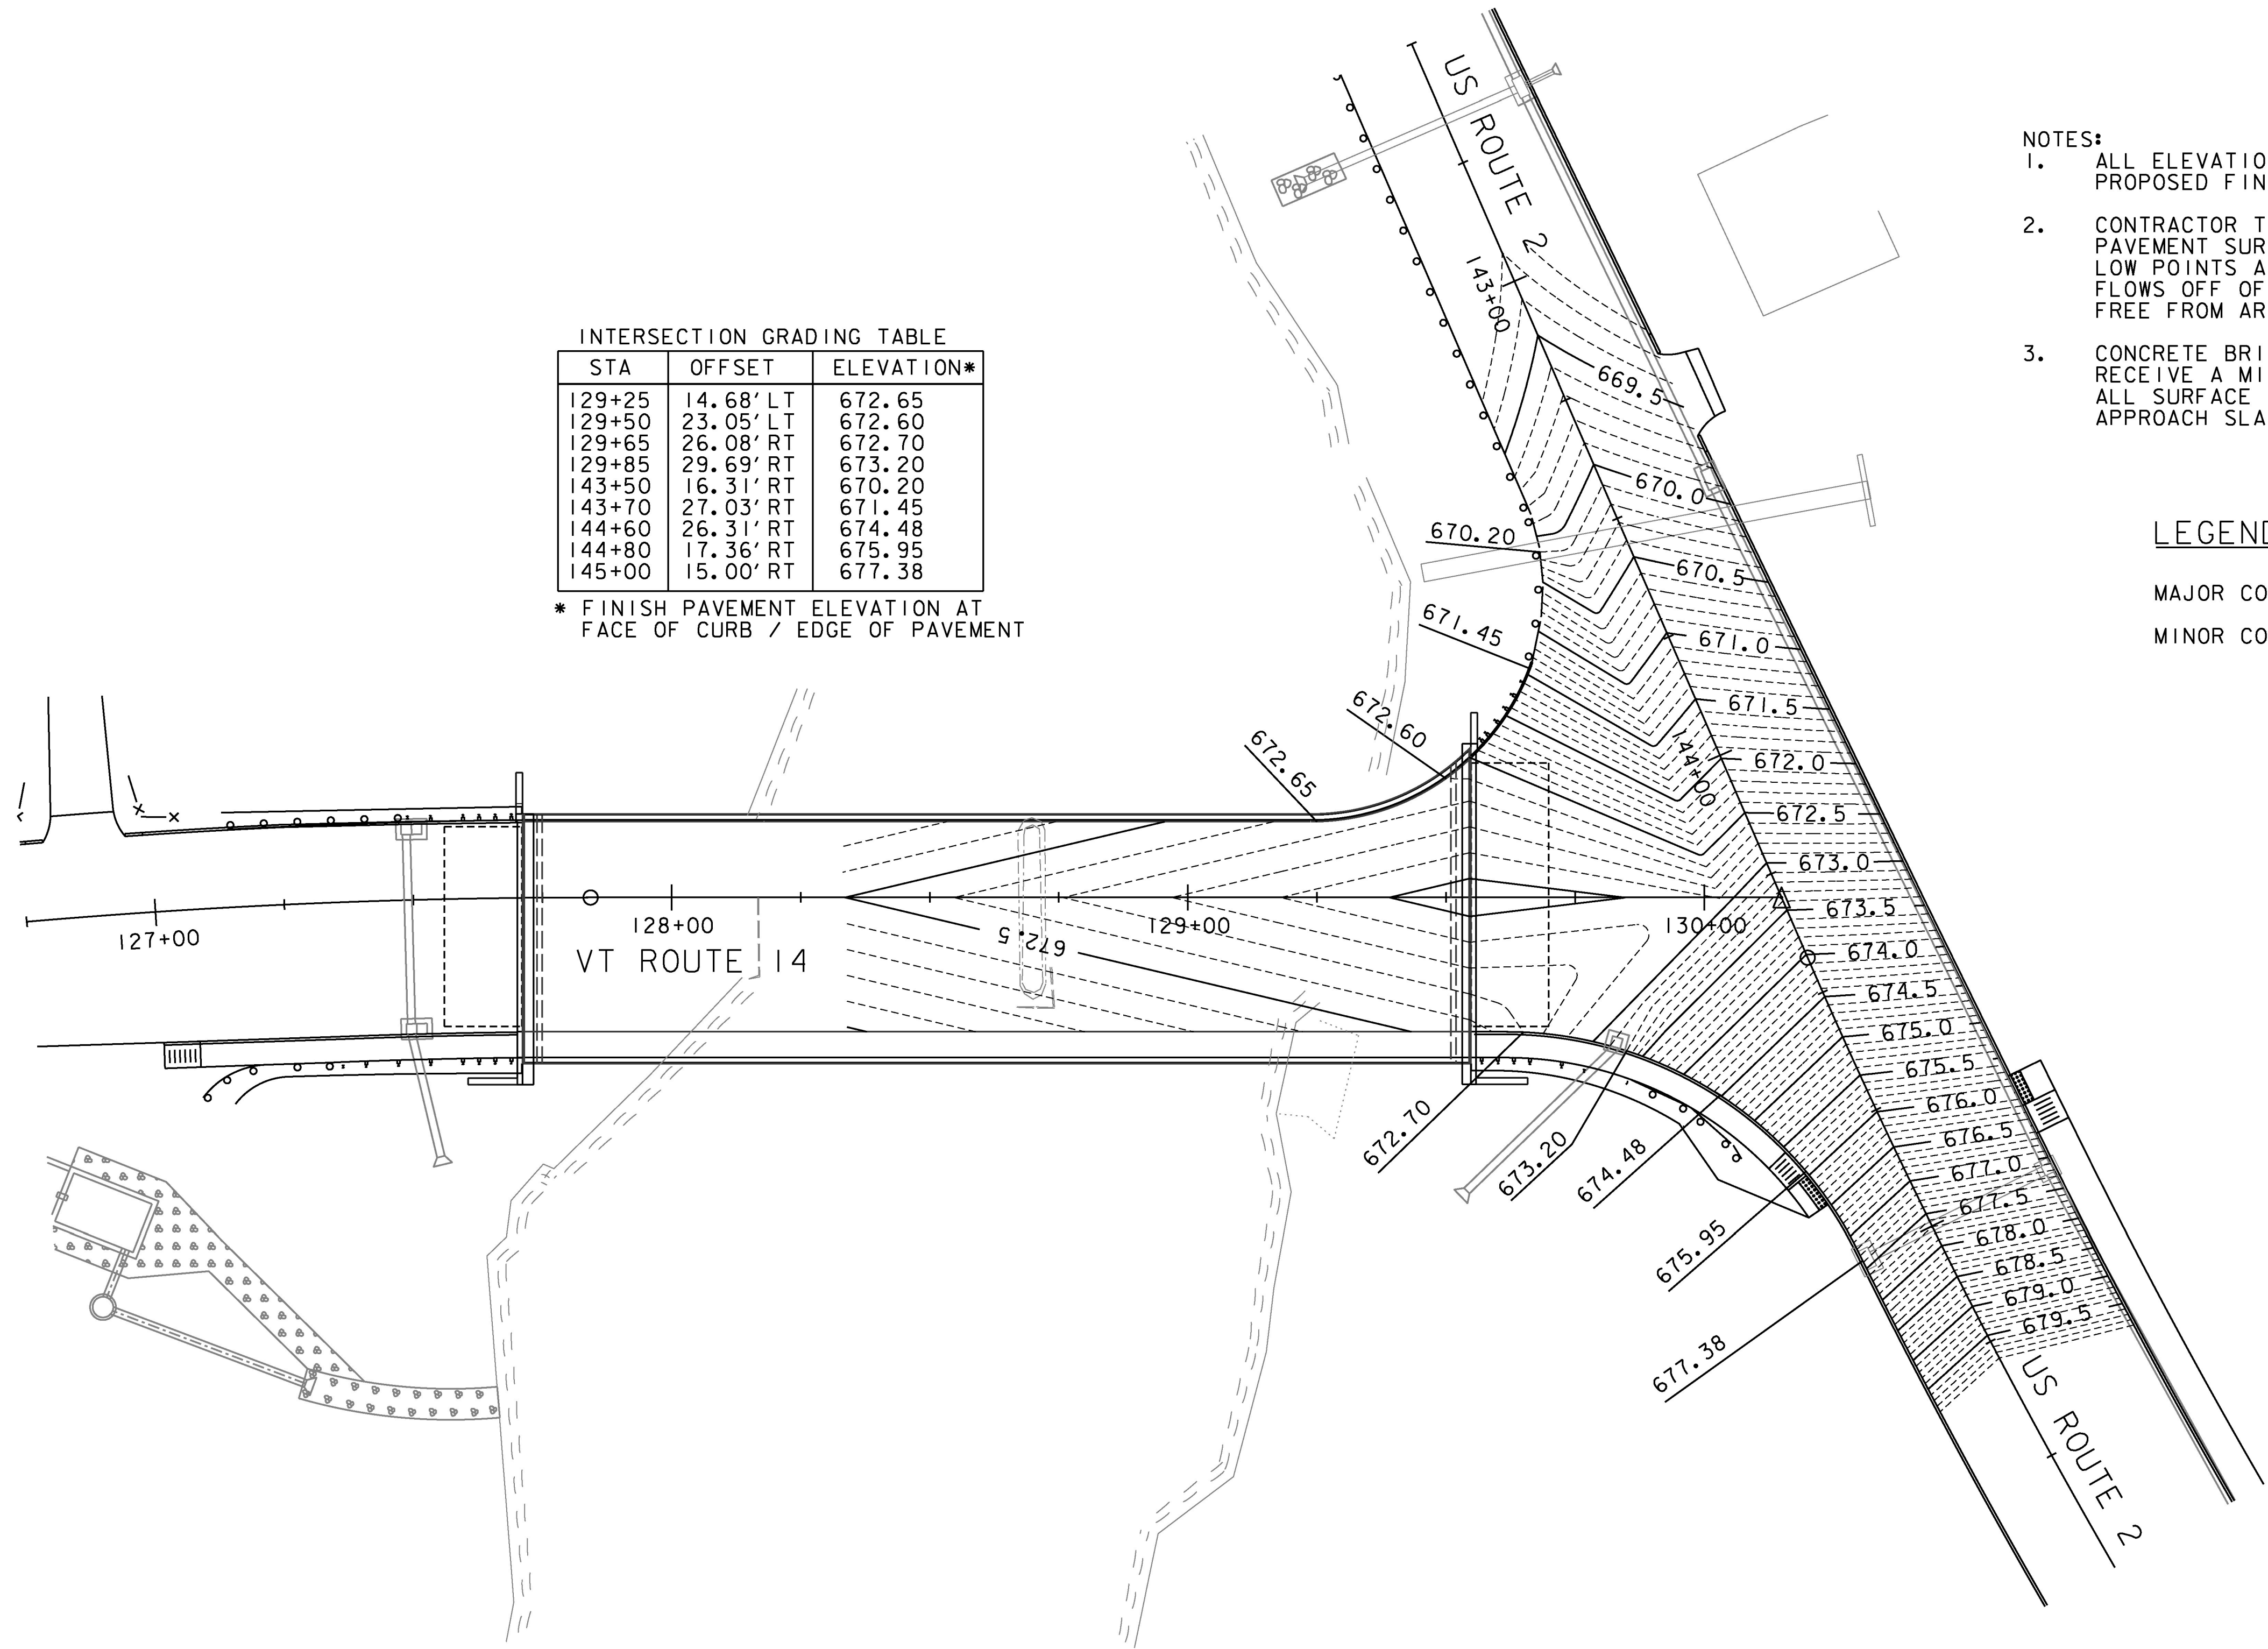 US ROUTE 2
143+00
NOTES:
1. ALL ELEVATIO
PROPOSED FIN
2. CONTRACTOR T
PAVEMENT SUR
LOW POINTS A
FLOWS OFF OF
FREE FROM AR
3. CONCRETE BRI
RECEIVE A MI
ALL SURFACE
APPROACH SLA
LEGEND
MAJOR CO
MINOR CO
INTERSECTION GRADING TABLE
STA OFFSET ELEVATION*
129+25 14.68' LT 672.65
129+50 23.05' LT 672.60
129+65 26.08' RT 672.70
129+85 29.69' RT 673.20
143+50 16.31' RT 670.20
143+70 27.03' RT 671.45
144+60 26.31' RT 674.48
144+80 17.36' RT 675.95
145+00 15.00' RT 677.38
* FINISH PAVEMENT ELEVATION AT
FACE OF CURB / EDGE OF PAVEMENT
669.5
670.0
670.20
670.5
671.45
671.0
672.60
671.5
672.65
144+00
672.0
672.5
673.0
673.5
127+00
128+00
129+00
130+00
VT ROUTE 14
672.5
674.0
674.5
675.0
675.5
676.0
676.5
677.0
677.5
678.0
678.5
679.0
679.5
672.70
673.20
674.48
675.95
677.38
US ROUTE 2